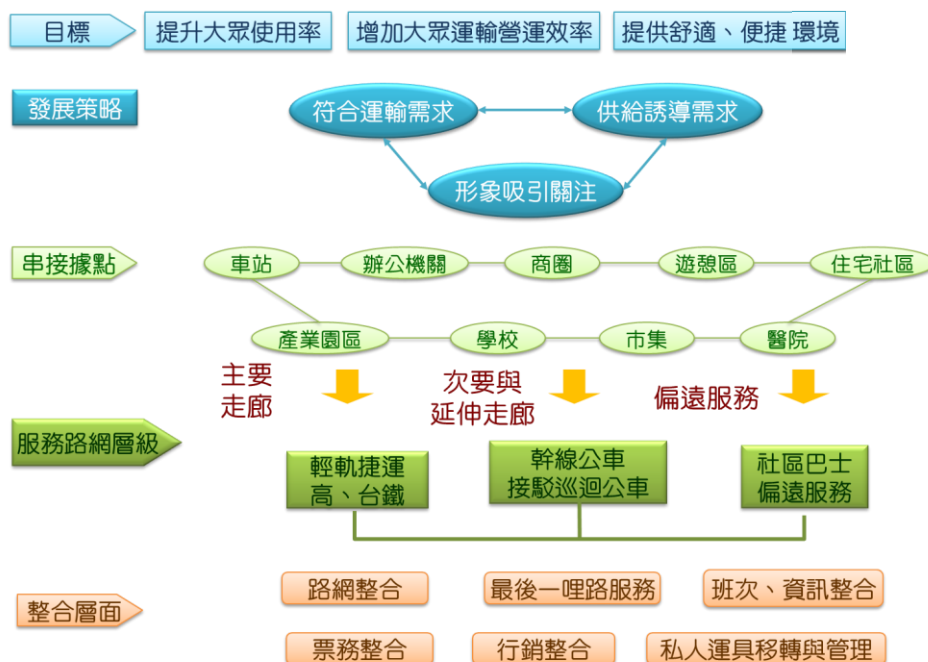 目標
提升大眾使用率
增加大眾運輸營運效率
提供舒適、便捷 環境
發展策略
符合運輸需求
供給誘導需求
形象吸引關注
串接據點
車站
辦公機關
商圈
遊憩區
住宅社區
產業園區
學校
市集
醫院
主要
走廊
次要與
延伸走廊
偏遠服務
服務路網層級
輕軌捷運
高、台鐵
幹線公車
接駁巡迴公車
社區巴士
偏遠服務
整合層面
路網整合
最後一哩路服務
班次、資訊整合
票務整合
行銷整合
私人運具移轉與管理